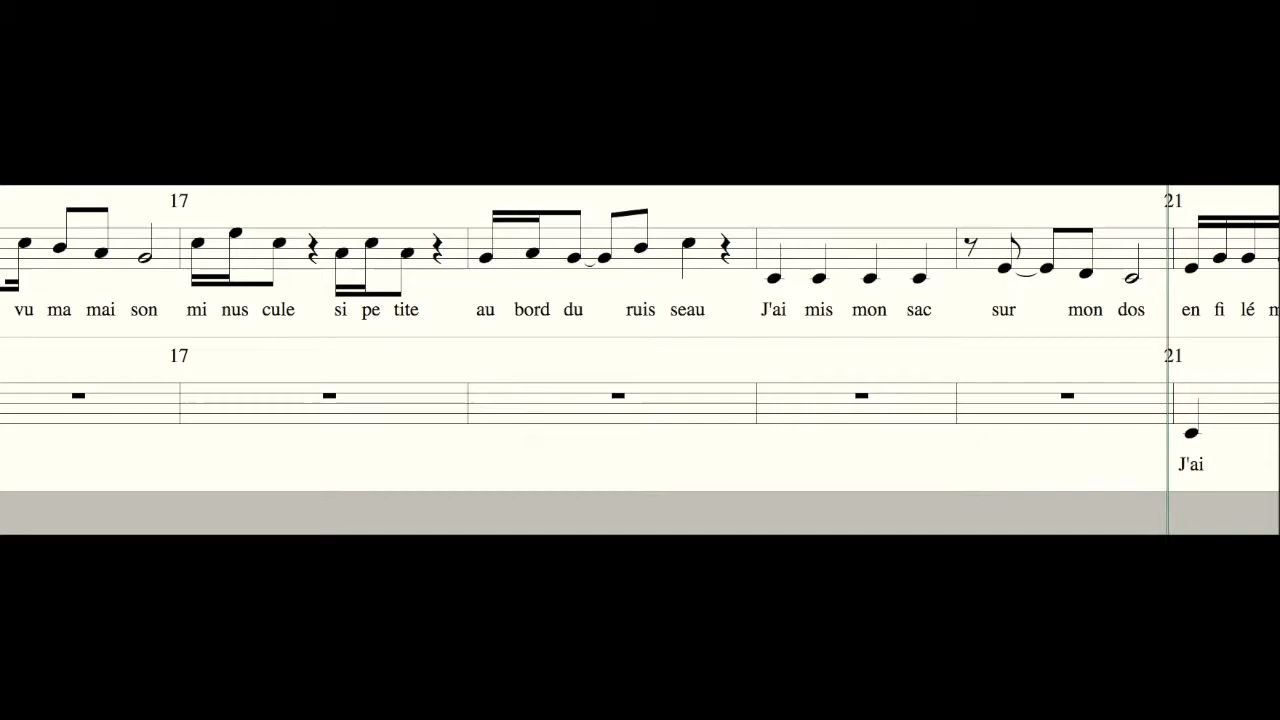 17 21
vu ma mai son mi nus cule si pe tite au bord du ruis seau J'ai mis mon sac sur mon dos en fi lé
17 21
J'ai